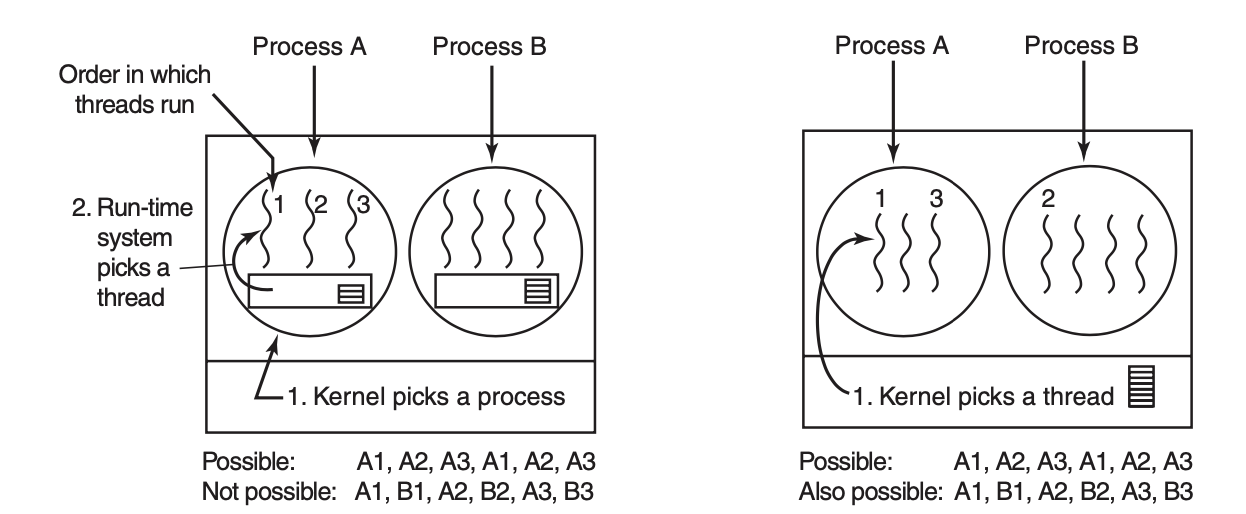 Process A
Process B
Order in which
threads run
1
2
3
2. Run-time
system
picks a
thread
1. Kernel picks a process
Possible: A1, A2, A3, A1, A2, A3
Not possible: A1, B1, A2, B2, A3, B3
Process A
Process B
1
3
2
1. Kernel picks a thread
Possible: A1, A2, A3, A1, A2, A3
Also possible: A1, B1, A2, B2, A3, B3